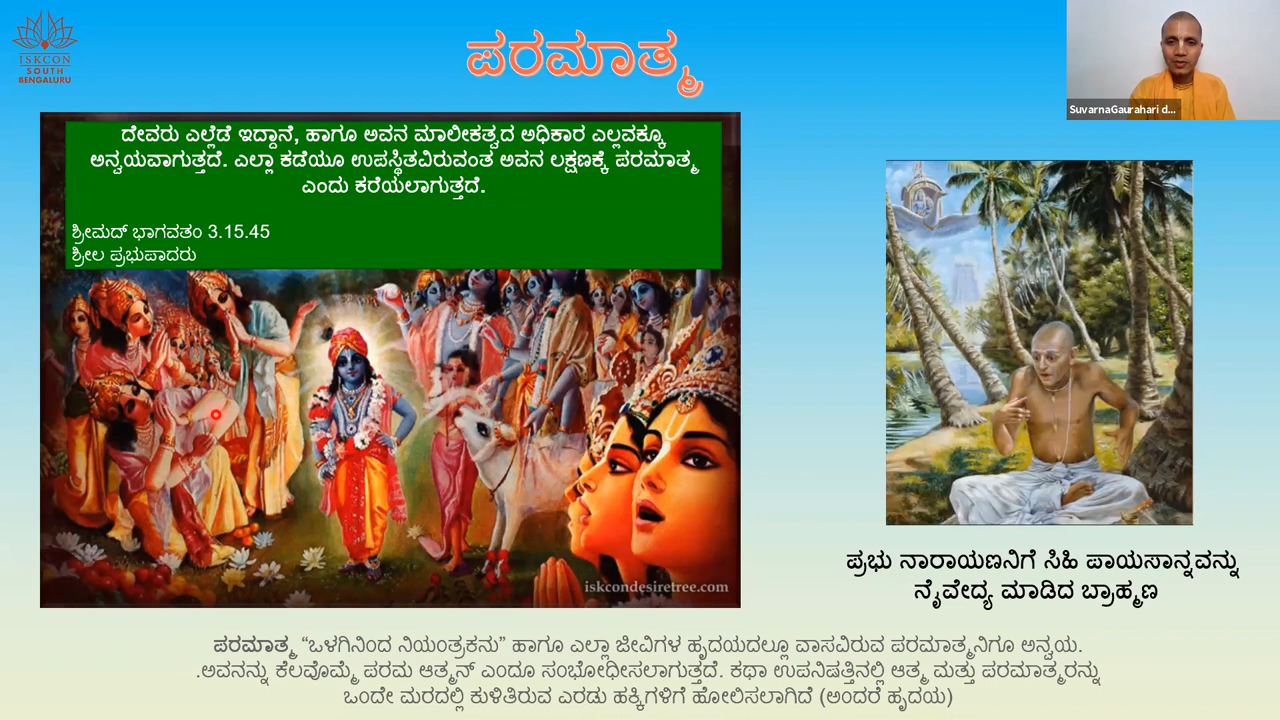 ISKCON
SOUTH
BENGALURU
ಪರಮಾತ್ಮ
SuvarnaGaurahari d...
ದೇವರು ಎಲ್ಲೆಡೆ ಇದ್ದಾನೆ, ಹಾಗೂ ಅವನ ಮಾಲೀಕತ್ವದ ಅಧಿಕಾರ ಎಲ್ಲವಕ್ಕೂ
ಅನ್ವಯವಾಗುತ್ತದೆ. ಎಲ್ಲಾ ಕಡೆಯೂ ಉಪಸ್ಥಿತವಿರುವಂತ ಅವನ ಲಕ್ಷಣಕ್ಕೆ ಪರಮಾತ್ಮ
ಎಂದು ಕರೆಯಲಾಗುತ್ತದೆ.
ಶ್ರೀಮದ್ ಭಾಗವತಂ 3.15.45
ಶ್ರೀಲ ಪ್ರಭುಪಾದರು
iskcondesiretree.com
ಪ್ರಭು ನಾರಾಯಣನಿಗೆ ಸಿಹಿ ಪಾಯಸಾನ್ನವನ್ನು
ನೈವೇದ್ಯ ಮಾಡಿದ ಬ್ರಾಹ್ಮಣ
ಪರಮಾತ್ಮ “ಒಳಗಿನಿಂದ ನಿಯಂತ್ರಕನು” ಹಾಗೂ ಎಲ್ಲಾ ಜೀವಿಗಳ ಹೃದಯದಲ್ಲೂ ವಾಸವಿರುವ ಪರಮಾತ್ಮನಿಗೂ ಅನ್ವಯ.
.ಅವನನ್ನು ಕೆಲವೊಮ್ಮೆ ಪರಮ ಆತ್ಮನ್ ಎಂದೂ ಸಂಭೋಧೀಸಲಾಗುತ್ತದೆ. ಕಥಾ ಉಪನಿಷತ್ತಿನಲ್ಲಿ ಆತ್ಮ ಮತ್ತು ಪರಮಾತ್ಮರನ್ನು
ಒಂದೇ ಮರದಲ್ಲಿ ಕುಳಿತಿರುವ ಎರಡು ಹಕ್ಕಿಗಳಿಗೆ ಹೋಲಿಸಲಾಗಿದೆ (ಅಂದರೆ ಹೃದಯ)